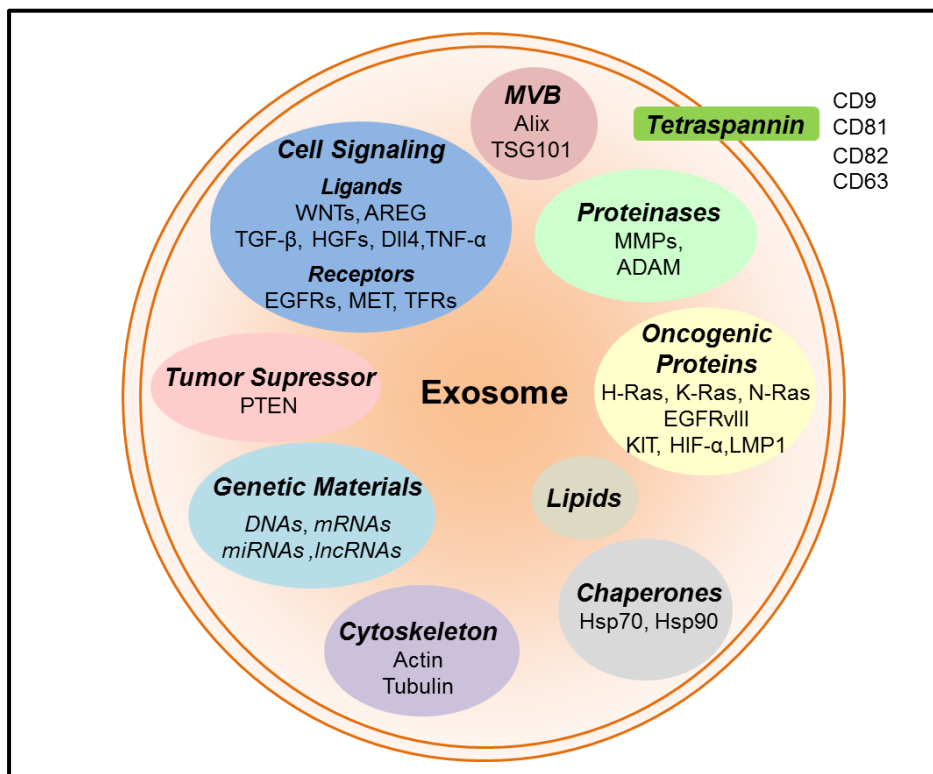 MVB
Alix
TSG101
Tetraspannin
CD9
CD81
CD82
CD63
Cell Signaling
Ligands
WNTs, AREG
TGF-β, HGFs, Dll4,TNF-α
Receptors
EGFRs, MET, TFRs
Proteinases
MMPs,
ADAM
Tumor Supressor
PTEN
Exosome
Oncogenic
Proteins
H-Ras, K-Ras, N-Ras
EGFRvIII
KIT, HIF-α,LMP1
Genetic Materials
DNAs, mRNAs
miRNAs ,lncRNAs
Lipids
Chaperones
Hsp70, Hsp90
Cytoskeleton
Actin
Tubulin